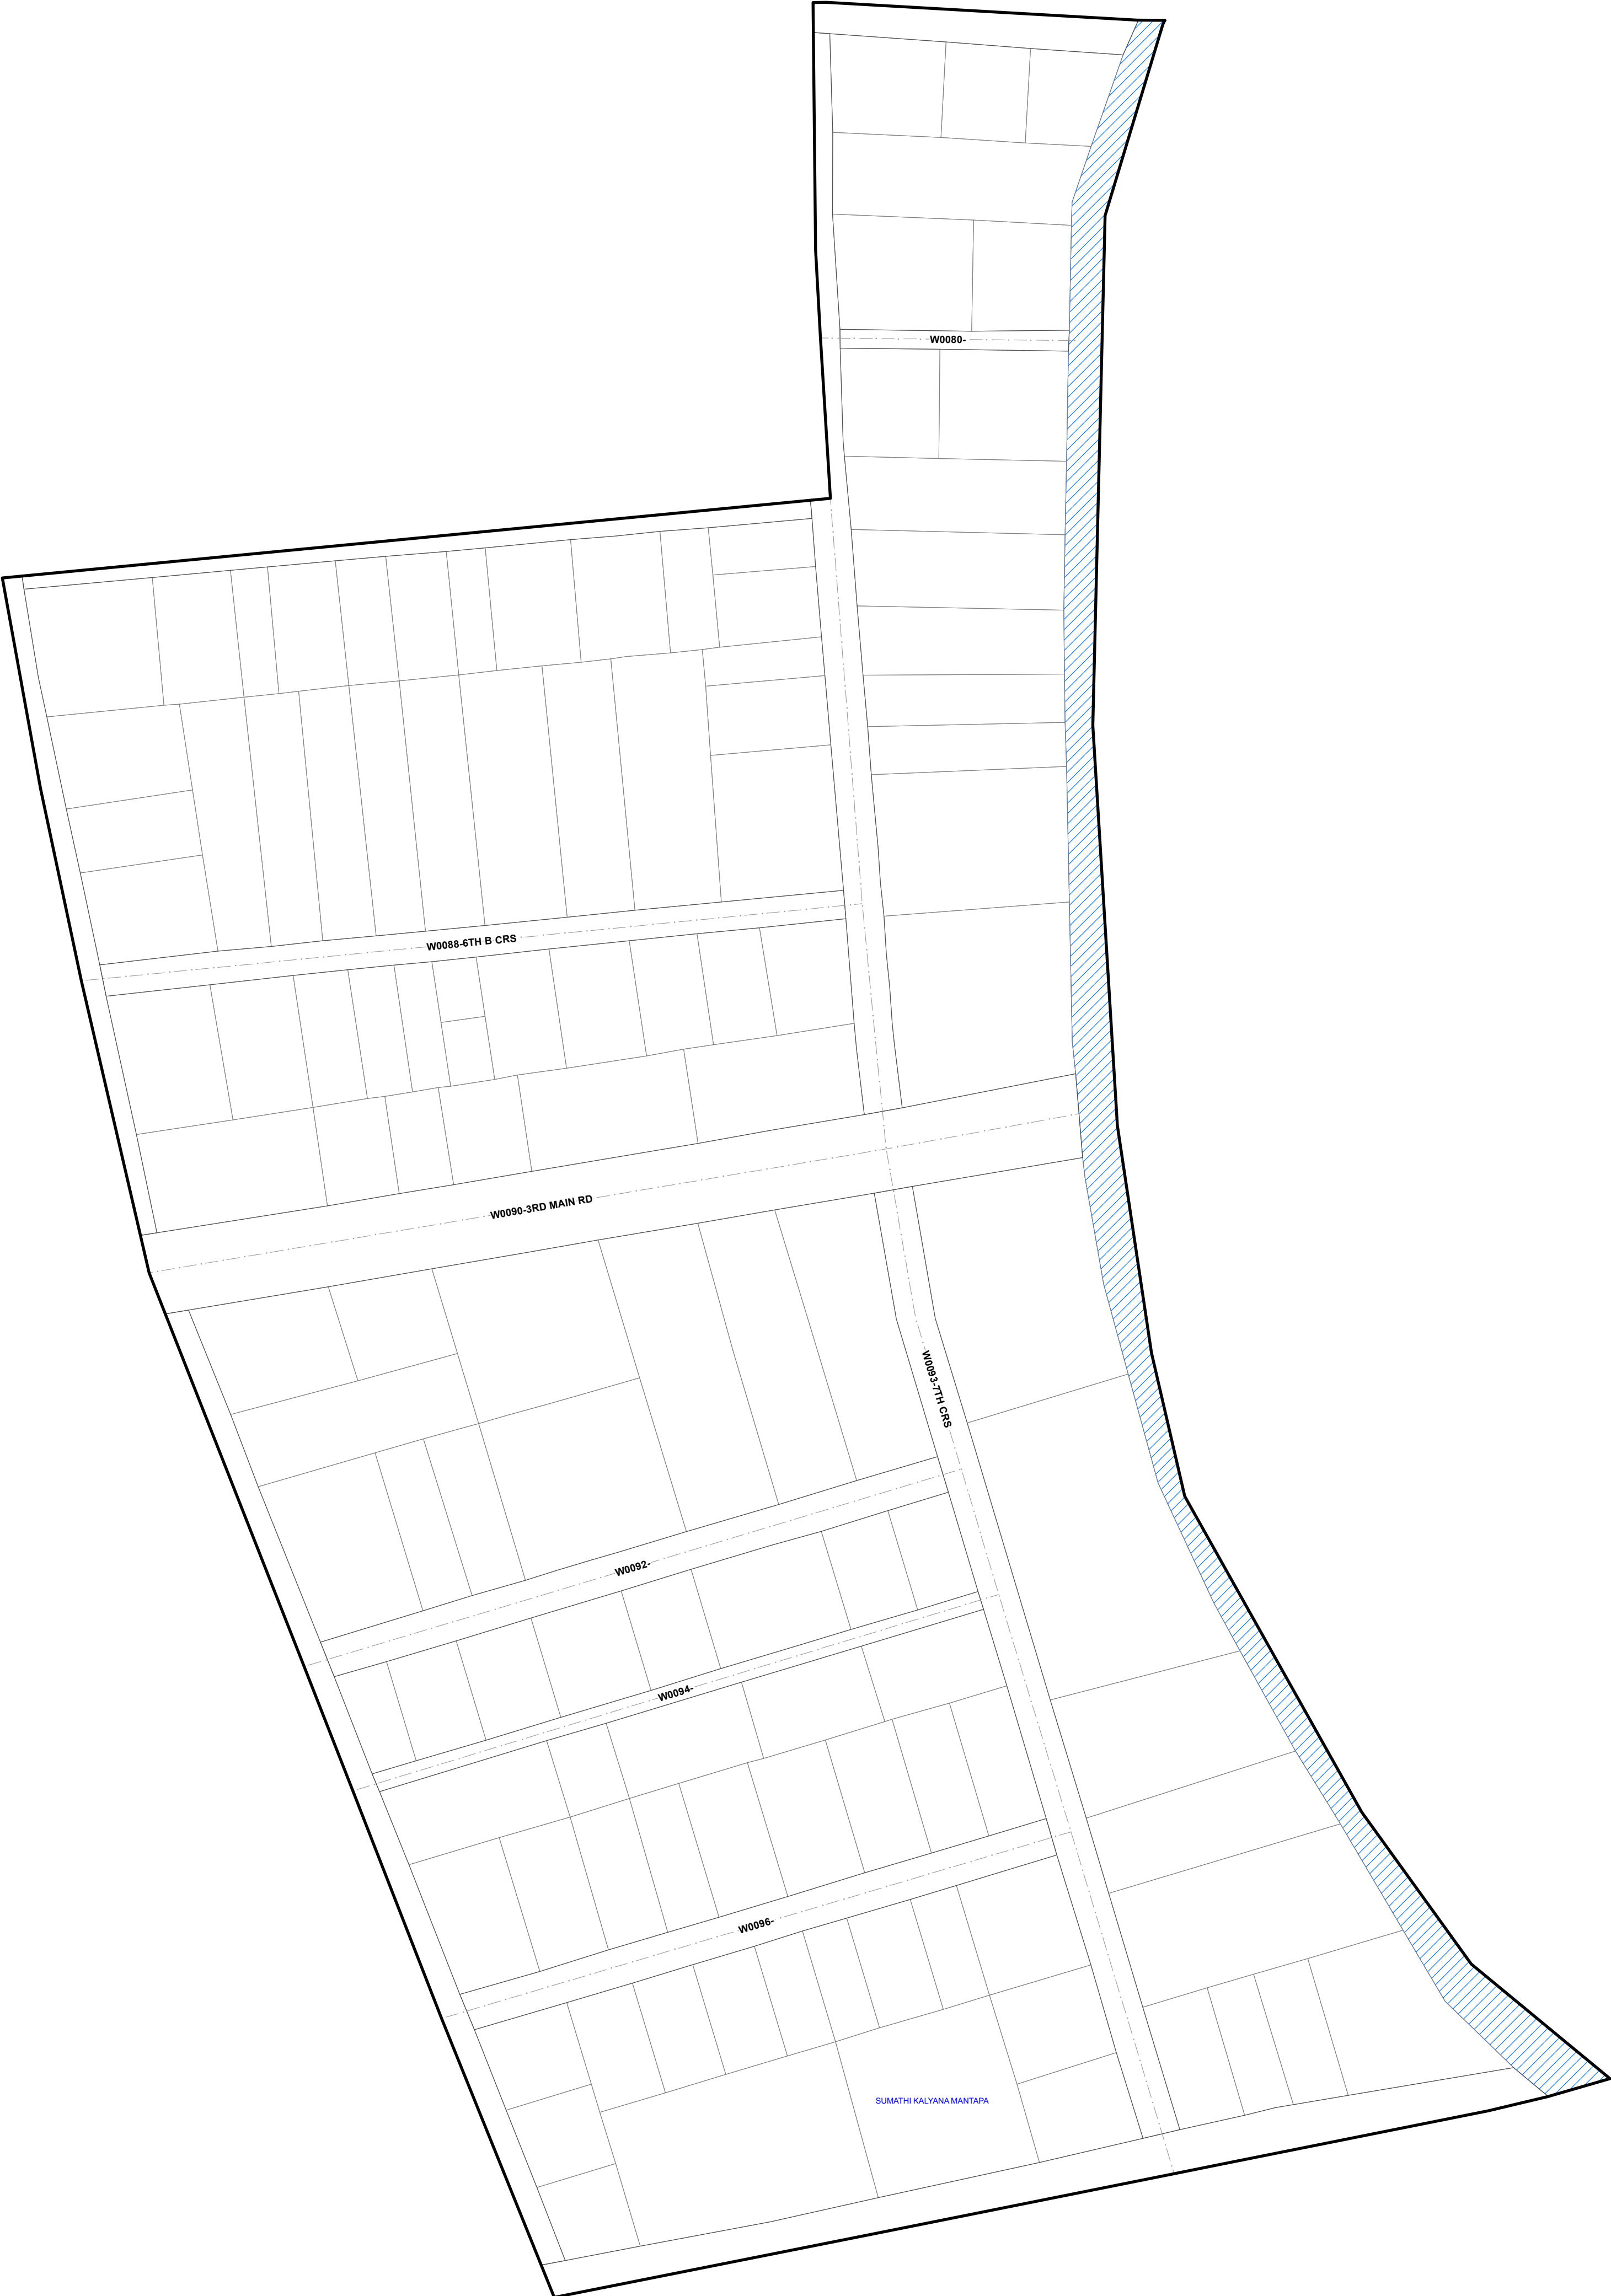 W0080-
W0088-6TH B CRS
W0090-3RD MAIN RD
W0093-7TH CRS
W0092-
W0094-
W0096-
SUMATHI KALYANA MANTAPA